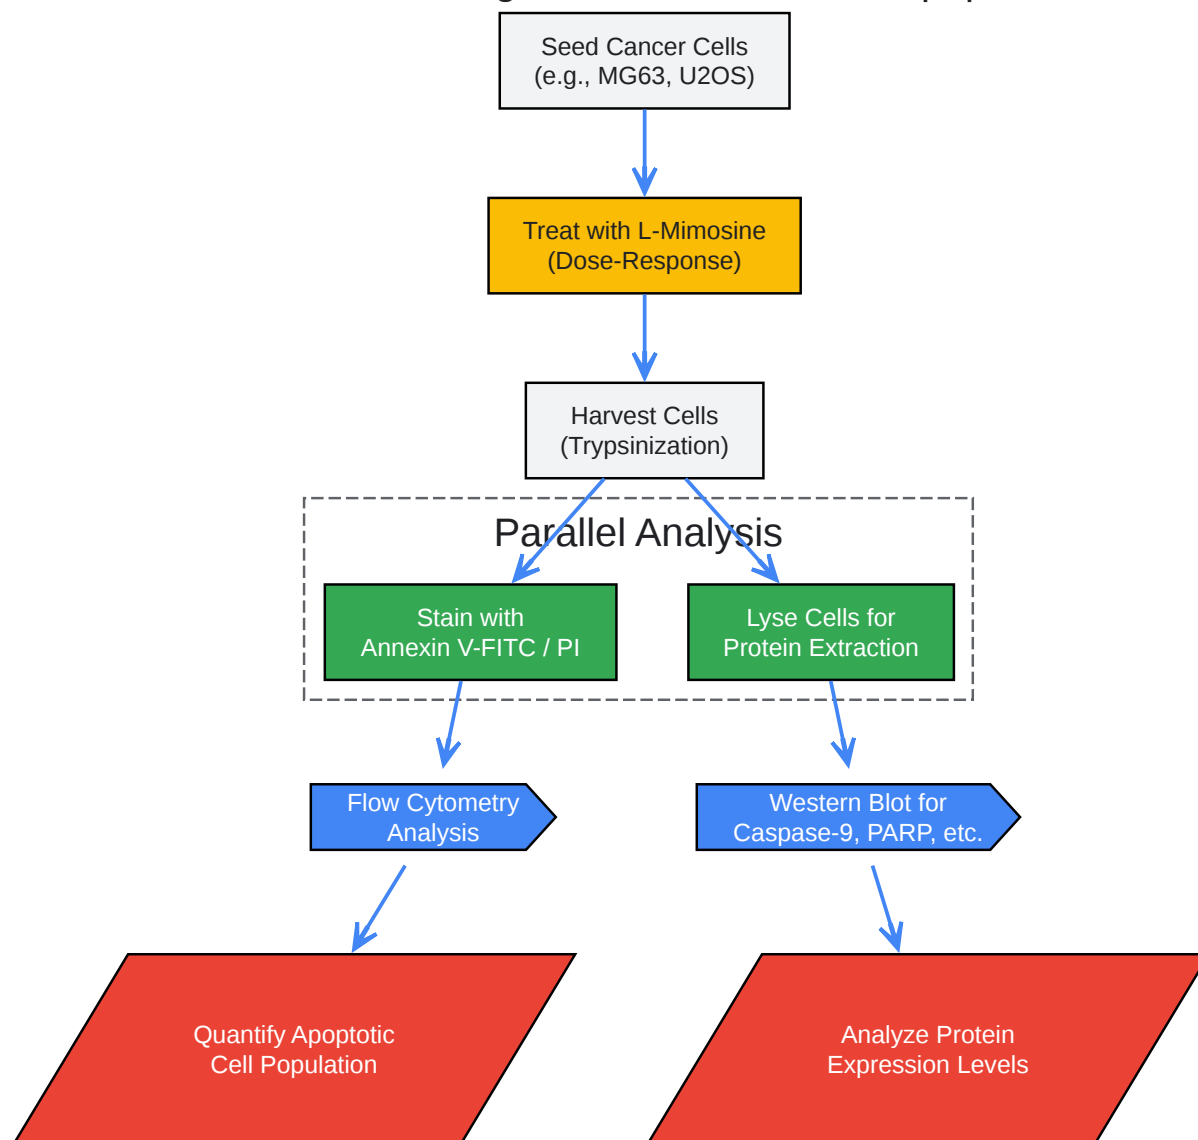 Seed Cancer Cells
(e.g., MG63, U2OS)
Treat with L-Mimosine
(Dose-Response)
Harvest Cells
(Trypsinization)
Parallel Analysis
Stain with
Annexin V-FITC / PI
Lyse Cells for
Protein Extraction
Flow Cytometry
Analysis
Western Blot for
Caspase-9, PARP, etc.
Quantify Apoptotic
Cell Population
Analyze Protein
Expression Levels